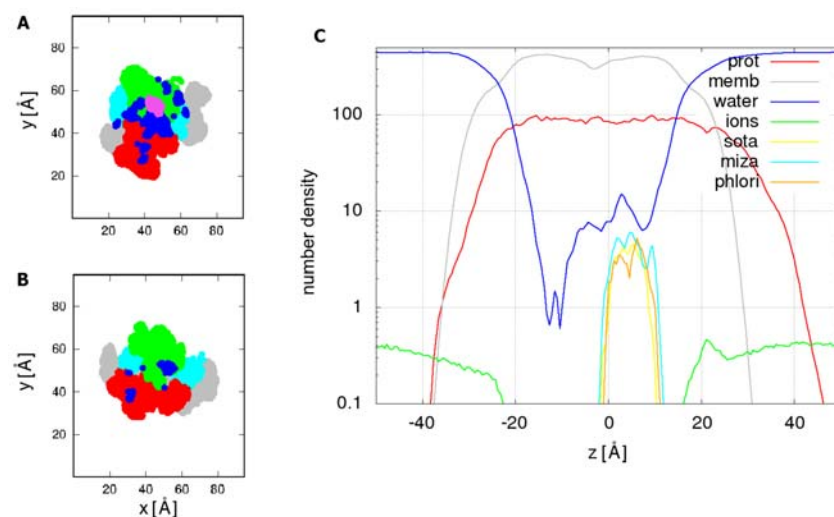 A
y [Å]
80
60
40
20
20 40 60 80
B
y [Å]
80
60
40
20
20 40 60 80
x [Å]
C
number density
100
10
1
0.1
-40 -20 0 20 40
z [Å]
prot
memb
water
ions
sota
miza
phlori